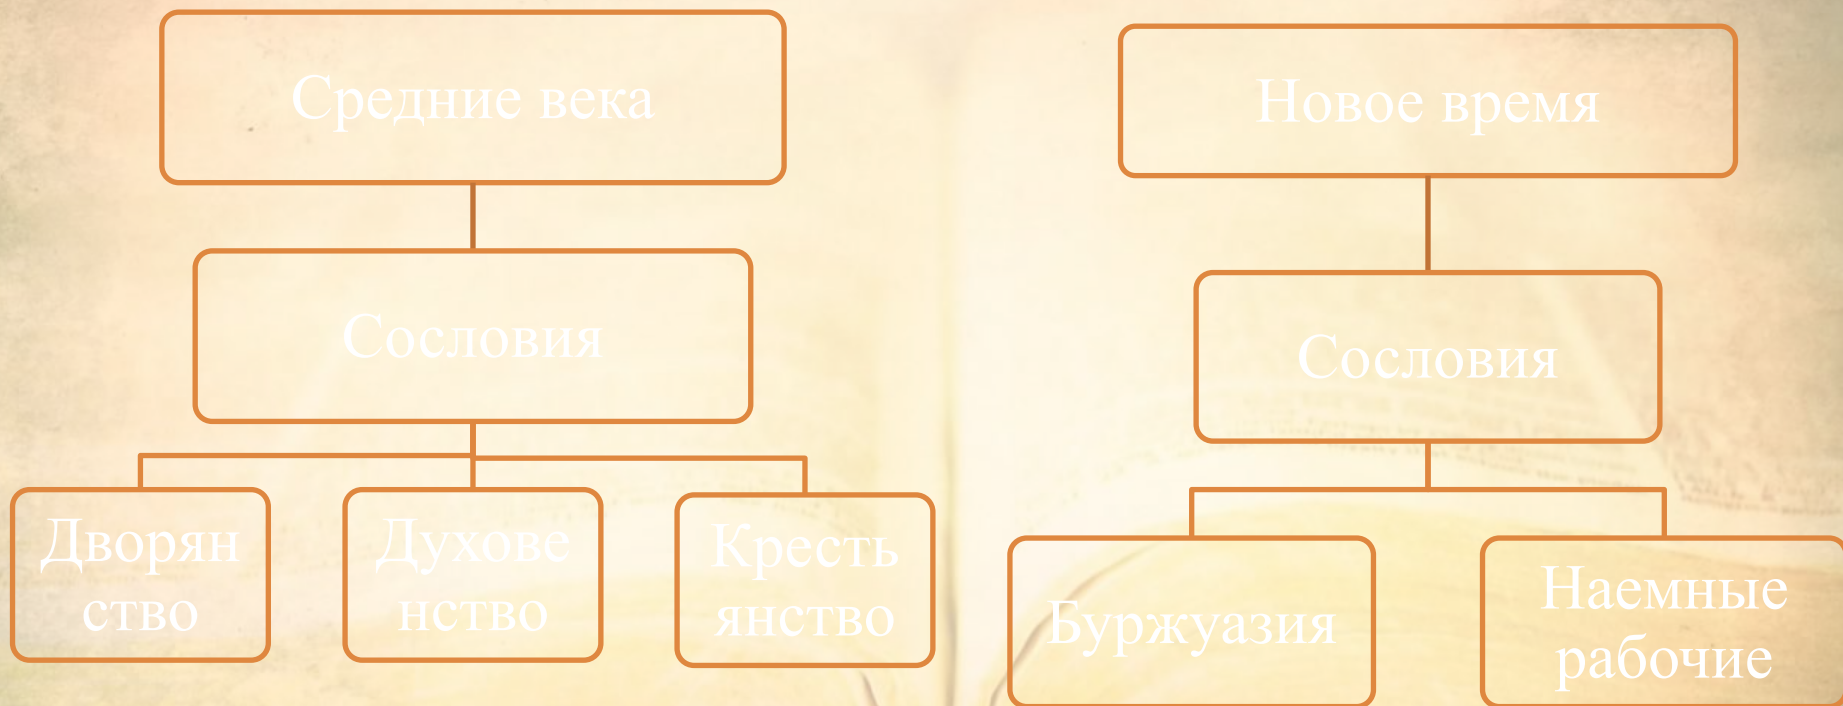 Средние века
Сословия
Дворян
ство
Духове
нство
Кресть
янство
Новое время
Сословия
Буржуазия
Наемные
рабочие